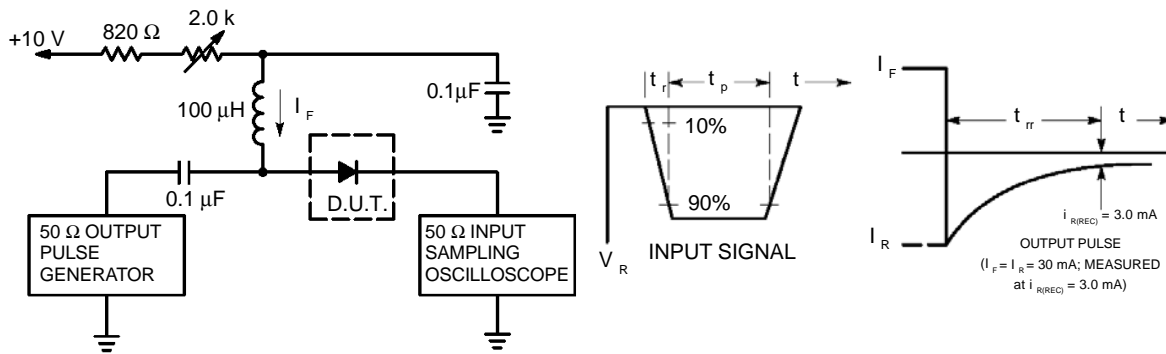 +10 V
820 Ω
2.0 k
100 μH
I F
0.1μF
0.1 μF
D.U.T.
50 Ω OUTPUT
PULSE
GENERATOR
50 Ω INPUT
SAMPLING
OSCILLOSCOPE
t r
t p
t
10%
90%
V R
INPUT SIGNAL
I F
t rr
t
I R
i R(REC) = 3.0 mA
OUTPUT PULSE
(I F = I R = 30 mA; MEASURED
at i R(REC) = 3.0 mA)